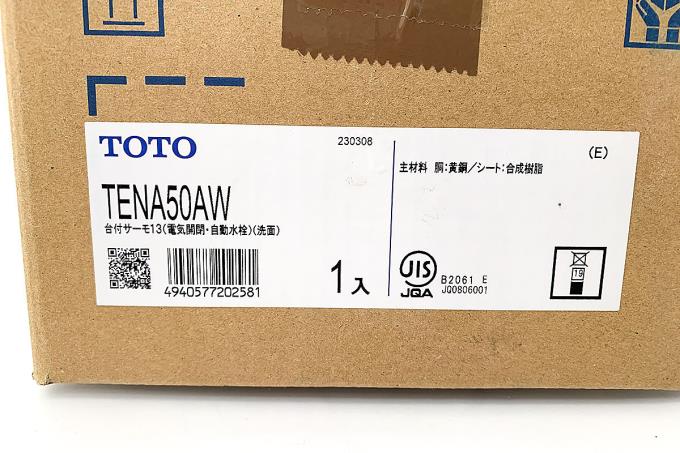 TOTO
230308
TENA50AW
台付サーモ13(電気開閉・自動水栓)(洗面)
4940577202581
1入
主材料 胴:黄銅/シート:合成樹脂
(E)
JIS
JQA
B2061 E
JQ0806001
19